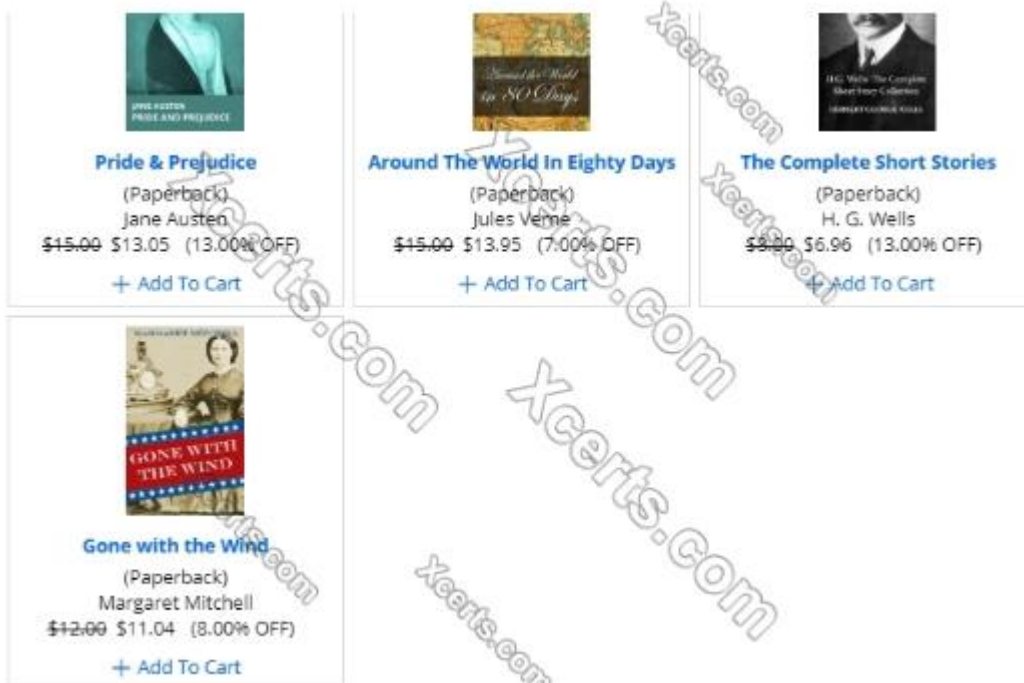 JANE AUSTEN
PRIDE AND PREJUDICE
Pride & Prejudice
(Paperback)
Jane Austen
$15.00 $13.05 (13.00% OFF)
+ Add To Cart
Around the World
in 80 Days
Around The World In Eighty Days
(Paperback)
Jules Verne
$15.00 $13.95 (7.00% OFF)
+ Add To Cart
H.G. Wells: The Complete
Short Story Collection
HERBERT GEORGE WELLS
The Complete Short Stories
(Paperback)
H. G. Wells
$8.00 $6.96 (13.00% OFF)
+ Add To Cart
GONE WITH
THE WIND
Gone with the Wind
(Paperback)
Margaret Mitchell
$12.00 $11.04 (8.00% OFF)
+ Add To Cart
Xcerts.com
Xcerts.com
Xcerts.com
Xcerts.com
Xcerts.com
Xcerts.com
rts.com